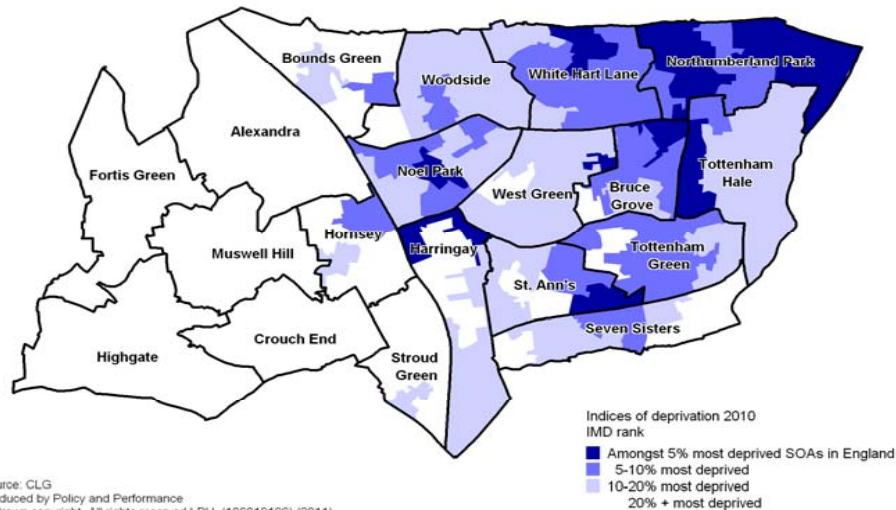 Bounds Green
Woodside
White Hart Lane
Northumberland Park
Alexandra
Fortis Green
Noel Park
West Green
Bruce
Grove
Tottenham
Hale
Muswell Hill
Hornsey
Harringay
St. Ann's
Tottenham
Green
Highgate
Crouch End
Stroud
Green
Seven Sisters
Indices of deprivation 2010
IMD rank
Amongst 5% most deprived SOAs in England
5-10% most deprived
10-20% most deprived
20% + most deprived
urce: CLG
duced by Policy and Performance